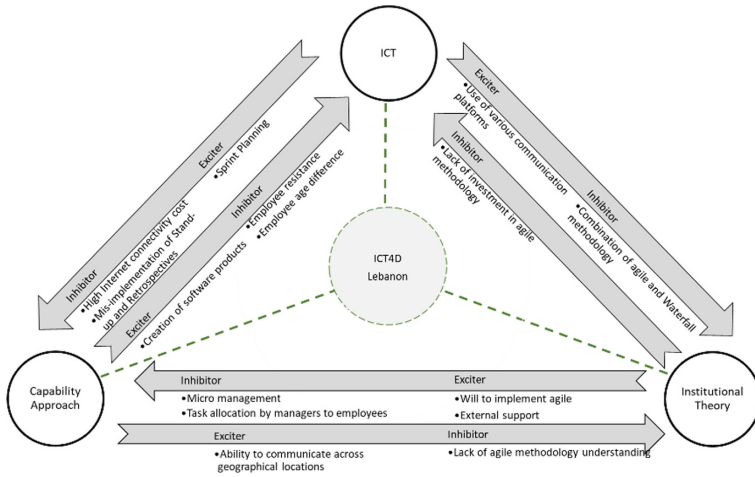 ICT
Exciter
•Sprint Planning
Inhibitor
•High Internet connectivity cost
•Mis-implementation of Stand-
up and Retrospectives
Inhibitor
•Employee resistance
•Employee age difference
Exciter
•Creation of software products
Exciter
•Use of various communication
platforms
Inhibitor
•Combination of agile and Waterfall
methodology
Inhibitor
•Lack of investment in agile
methodology
ICT4D
Lebanon
Capability
Approach
Institutional
Theory
Inhibitor
•Micro management
•Task allocation by managers to employees
Exciter
•Will to implement agile
•External support
Exciter
•Ability to communicate across
geographical locations
Inhibitor
•Lack of agile methodology understanding